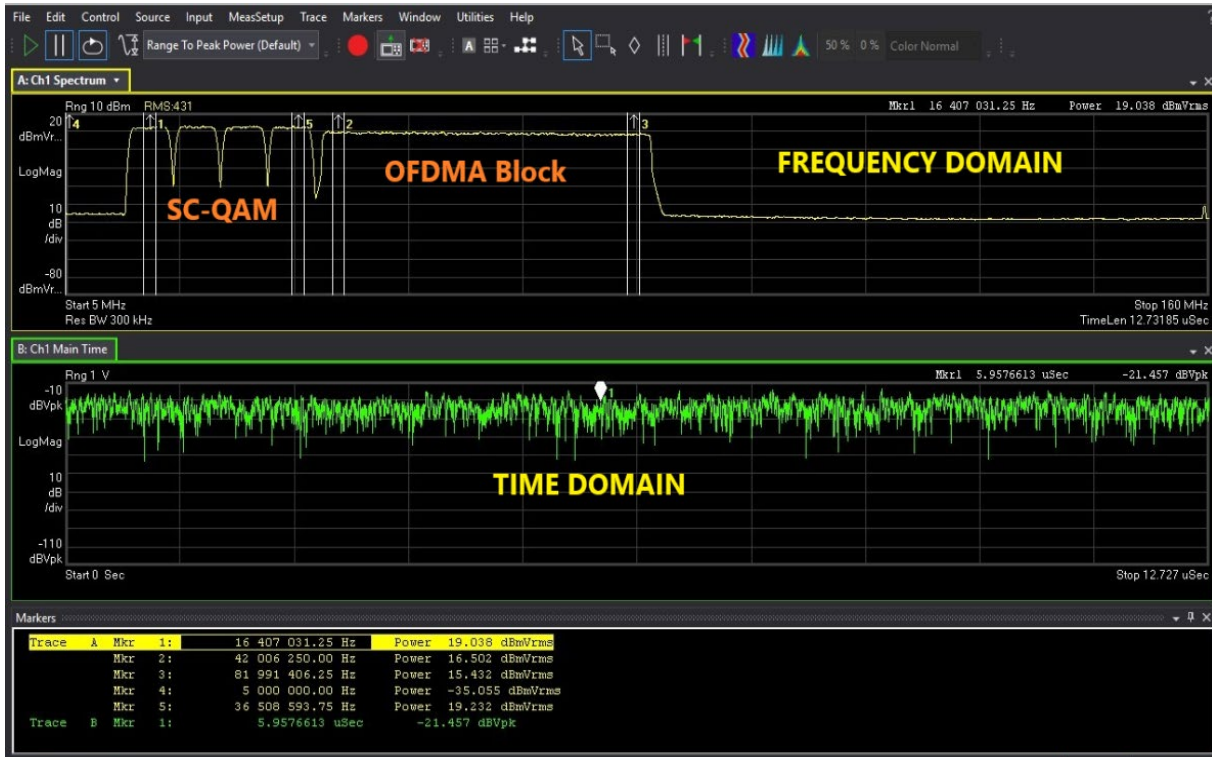 File Edit Control Source Input MeasSetup Trace Markers Window Utilities Help
Range To Peak Power (Default) A 50 % 0 % Color Normal
A: Ch1 Spectrum
Rng 10 dBm RMS:431 Mkr1 16 407 031.25 Hz Power 19.038 dBmVrms
20 4 1 5 2 3
dBmVr...
LogMag
OFDMA Block
FREQUENCY DOMAIN
10
dB
/div
SC-QAM
-80
dBmVr...
Start 5 MHz Stop 160 MHz
Res BW 300 kHz TimeLen 12.73185 uSec
B: Ch1 Main Time
Rng 1 V Mkr1 5.9576613 uSec -21.457 dBVpk
-10 1
dBVpk
LogMag
10
dB
/div
TIME DOMAIN
-110
dBVpk
Start 0 Sec Stop 12.727 uSec
Markers
Trace A Mkr 1: 16 407 031.25 Hz Power 19.038 dBmVrms
Mkr 2: 42 006 250.00 Hz Power 16.502 dBmVrms
Mkr 3: 81 991 406.25 Hz Power 15.432 dBmVrms
Mkr 4: 5 000 000.00 Hz Power -35.055 dBmVrms
Mkr 5: 36 508 593.75 Hz Power 19.232 dBmVrms
Trace B Mkr 1: 5.9576613 uSec -21.457 dBVpk